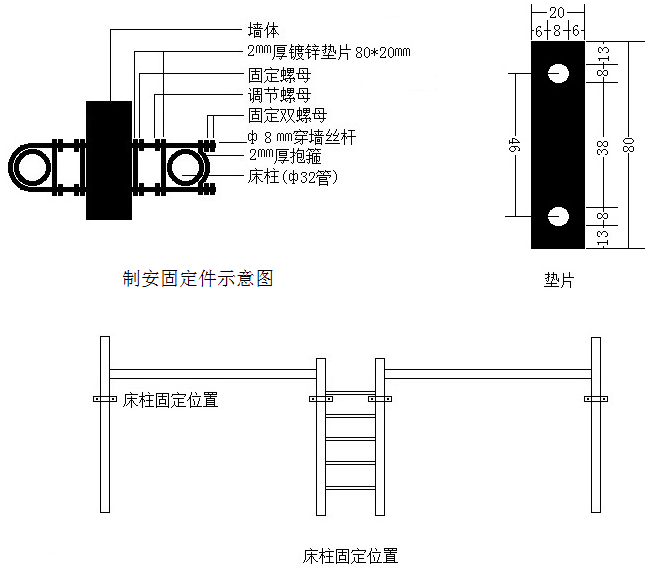 墙体
2mm厚镀锌垫片80*20mm
固定螺母
调节螺母
固定双螺母
ф8mm穿墙丝杆
2mm厚抱箍
床柱(ф32管)
制安固定件示意图
20
6 8 6
13
8
46
38
80
8
13
垫片
床柱固定位置
床柱固定位置